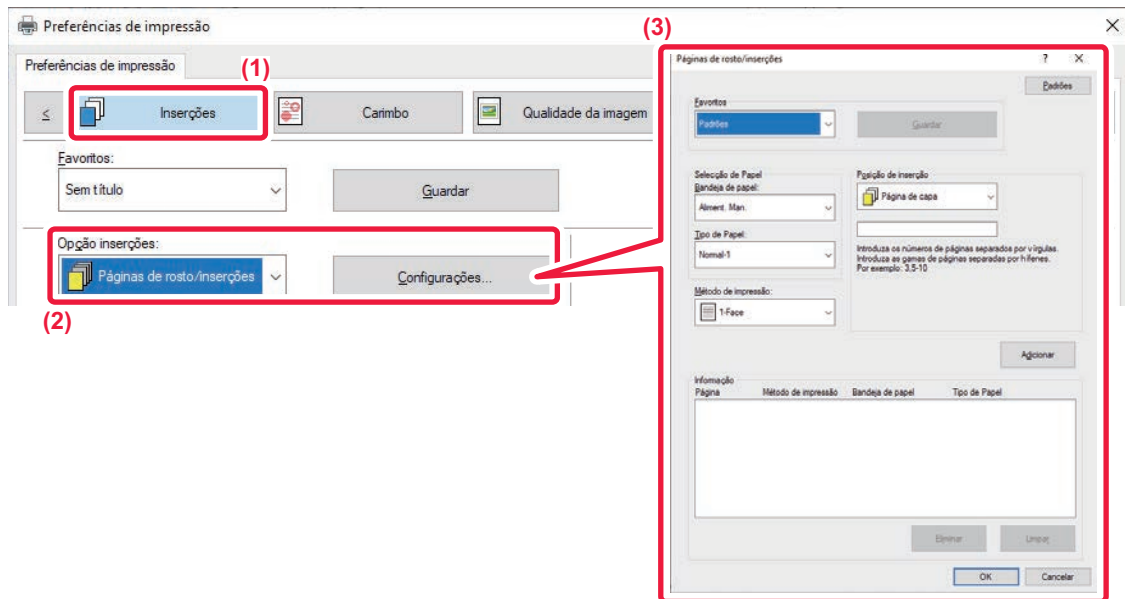 Preferências de impressão
Preferências de impressão
(1)
≤ Inserções Carimbo Qualidade da imagem
Favoritos:
Sem título Guardar
Opção inserções:
Páginas de rosto/inserções Configurações...
(2)
(3)
Páginas de rosto/inserções ? X
Padrões
Favoritos
Padrões Guardar
Selecção de Papel
Bandeja de papel:
Aliment. Man.
Tipo de Papel:
Normal-1
Método de impressão:
1-Face
Posição de inserção
Página de capa
Introduza os números de páginas separados por vírgulas.
Introduza as gamas de páginas separadas por hífenes.
Por exemplo: 3,5-10
Adicionar
Informação
Página Método de impressão Bandeja de papel Tipo de Papel
Eliminar Limpar
OK Cancelar